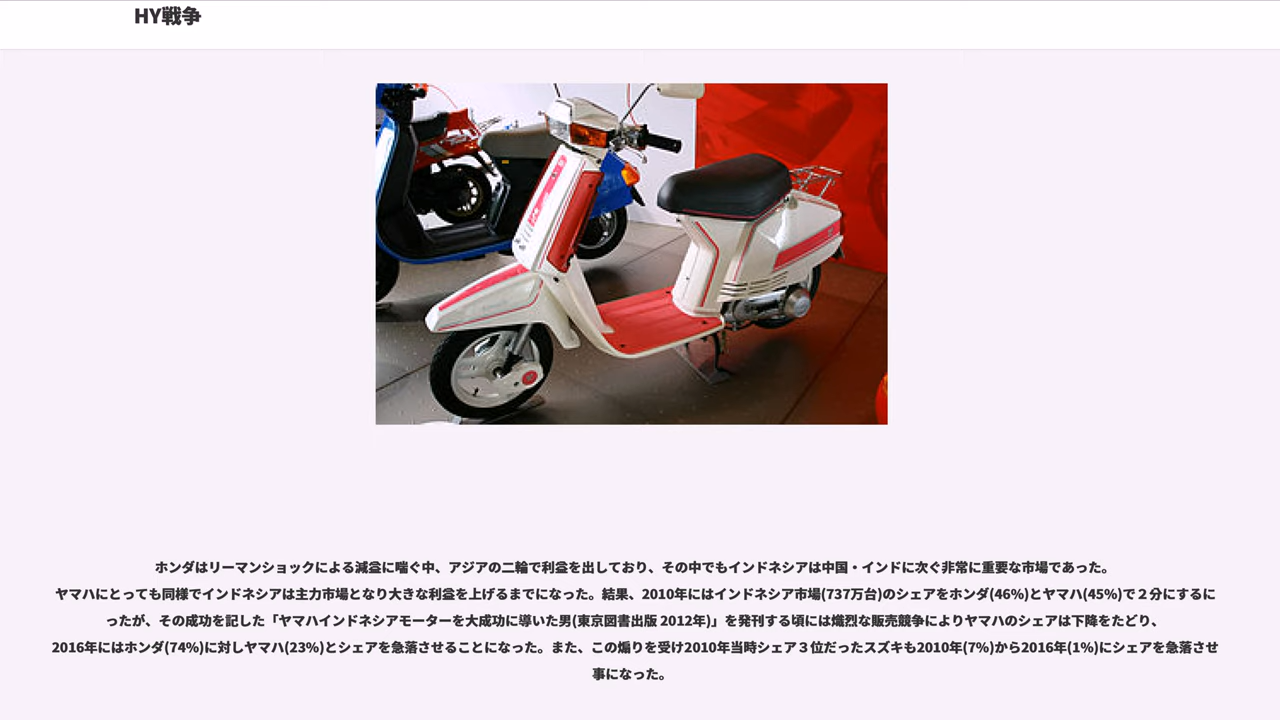 HY戦争
ホンダはリーマンショックによる減益に喘ぐ中、アジアの二輪で利益を出しており、その中でもインドネシアは中国・インドに次ぐ非常に重要な市場であった。
ヤマハにとっても同様でインドネシアは主力市場となり大きな利益を上げるまでになった。結果、2010年にはインドネシア市場(737万台)のシェアをホンダ(46%)とヤマハ(45%)で２分にするに
ったが、その成功を記した「ヤマハインドネシアモーターを大成功に導いた男(東京図書出版 2012年)」を発刊する頃には熾烈な販売競争によりヤマハのシェアは下降をたどり、
2016年にはホンダ(74%)に対しヤマハ(23%)とシェアを急落させることになった。また、この煽りを受け2010年当時シェア３位だったスズキも2010年(7%)から2016年(1%)にシェアを急落させ
事になった。